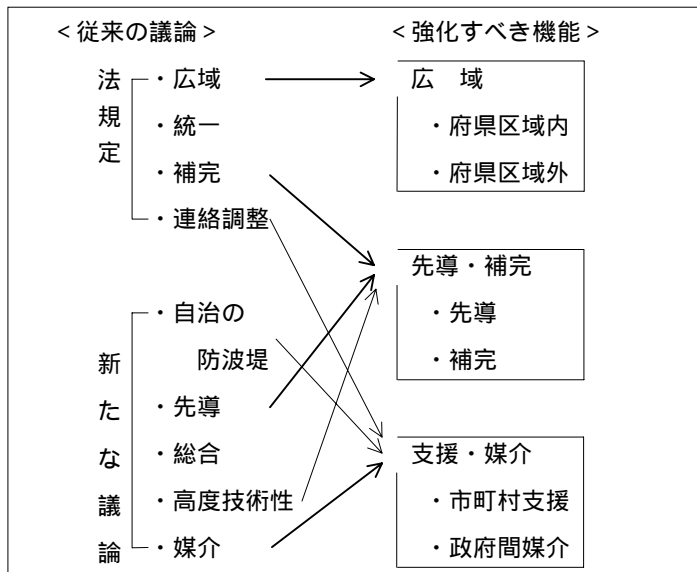 <従来の議論>
法規定
・広域
・統一
・補完
・連絡調整
新たな議論
・自治の
防波堤
・先導
・総合
・高度技術性
・媒介
<強化すべき機能>
広　域
・府県区域内
・府県区域外
先導・補完
・先導
・補完
支援・媒介
・市町村支援
・政府間媒介